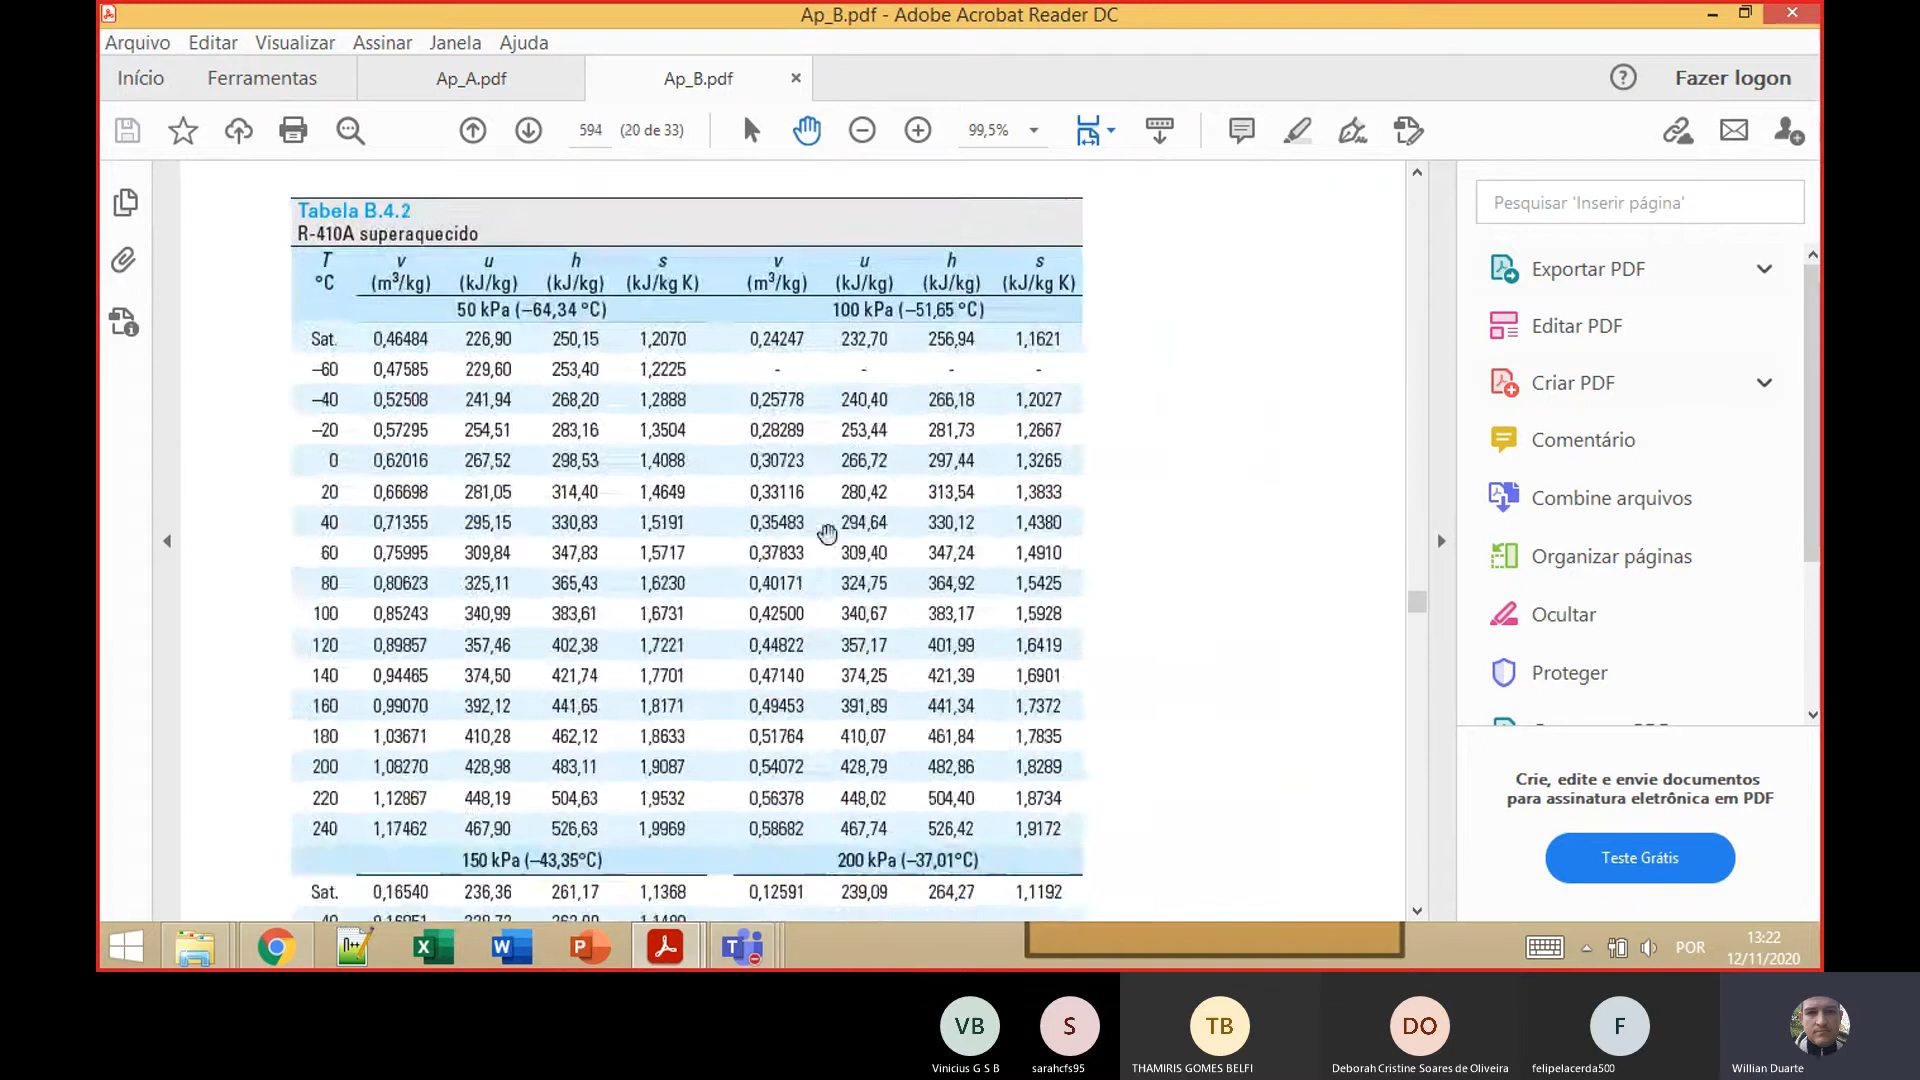 Ap_B.pdf - Adobe Acrobat Reader DC
Arquivo Editar Visualizar Assinar Janela Ajuda
Início Ferramentas Ap_A.pdf Ap_B.pdf Fazer logon
594 (20 de 33) 99,5%
Pesquisar 'Inserir página'
Exportar PDF
Editar PDF
Criar PDF
Comentário
Combine arquivos
Organizar páginas
Ocultar
Proteger
Crie, edite e envie documentos
para assinatura eletrônica em PDF
Teste Grátis
Tabela B.4.2
R-410A superaquecido
T v u h s v u h s
°C (m³/kg) (kJ/kg) (kJ/kg) (kJ/kg K) (m³/kg) (kJ/kg) (kJ/kg) (kJ/kg K)
50 kPa (–64,34 °C) 100 kPa (–51,65 °C)
Sat. 0,46484 226,90 250,15 1,2070 0,24247 232,70 256,94 1,1621
–60 0,47585 229,60 253,40 1,2225 - - - -
–40 0,52508 241,94 268,20 1,2888 0,25778 240,40 266,18 1,2027
–20 0,57295 254,51 283,16 1,3504 0,28289 253,44 281,73 1,2667
0 0,62016 267,52 298,53 1,4088 0,30723 266,72 297,44 1,3265
20 0,66698 281,05 314,40 1,4649 0,33116 280,42 313,54 1,3833
40 0,71355 295,15 330,83 1,5191 0,35483 294,64 330,12 1,4380
60 0,75995 309,84 347,83 1,5717 0,37833 309,40 347,24 1,4910
80 0,80623 325,11 365,43 1,6230 0,40171 324,75 364,92 1,5425
100 0,85243 340,99 383,61 1,6731 0,42500 340,67 383,17 1,5928
120 0,89857 357,46 402,38 1,7221 0,44822 357,17 401,99 1,6419
140 0,94465 374,50 421,74 1,7701 0,47140 374,25 421,39 1,6901
160 0,99070 392,12 441,65 1,8171 0,49453 391,89 441,34 1,7372
180 1,03671 410,28 462,12 1,8633 0,51764 410,07 461,84 1,7835
200 1,08270 428,98 483,11 1,9087 0,54072 428,79 482,86 1,8289
220 1,12867 448,19 504,63 1,9532 0,56378 448,02 504,40 1,8734
240 1,17462 467,90 526,63 1,9969 0,58682 467,74 526,42 1,9172
150 kPa (–43,35°C) 200 kPa (–37,01°C)
Sat. 0,16540 236,36 261,17 1,1368 0,12591 239,09 264,27 1,1192
POR
13:22
12/11/2020
VB S TB DO F
Vinicius G S B sarahcfs95 THAMIRIS GOMES BELFI Deborah Cristine Soares de Oliveira felipelacerda500 Willian Duarte